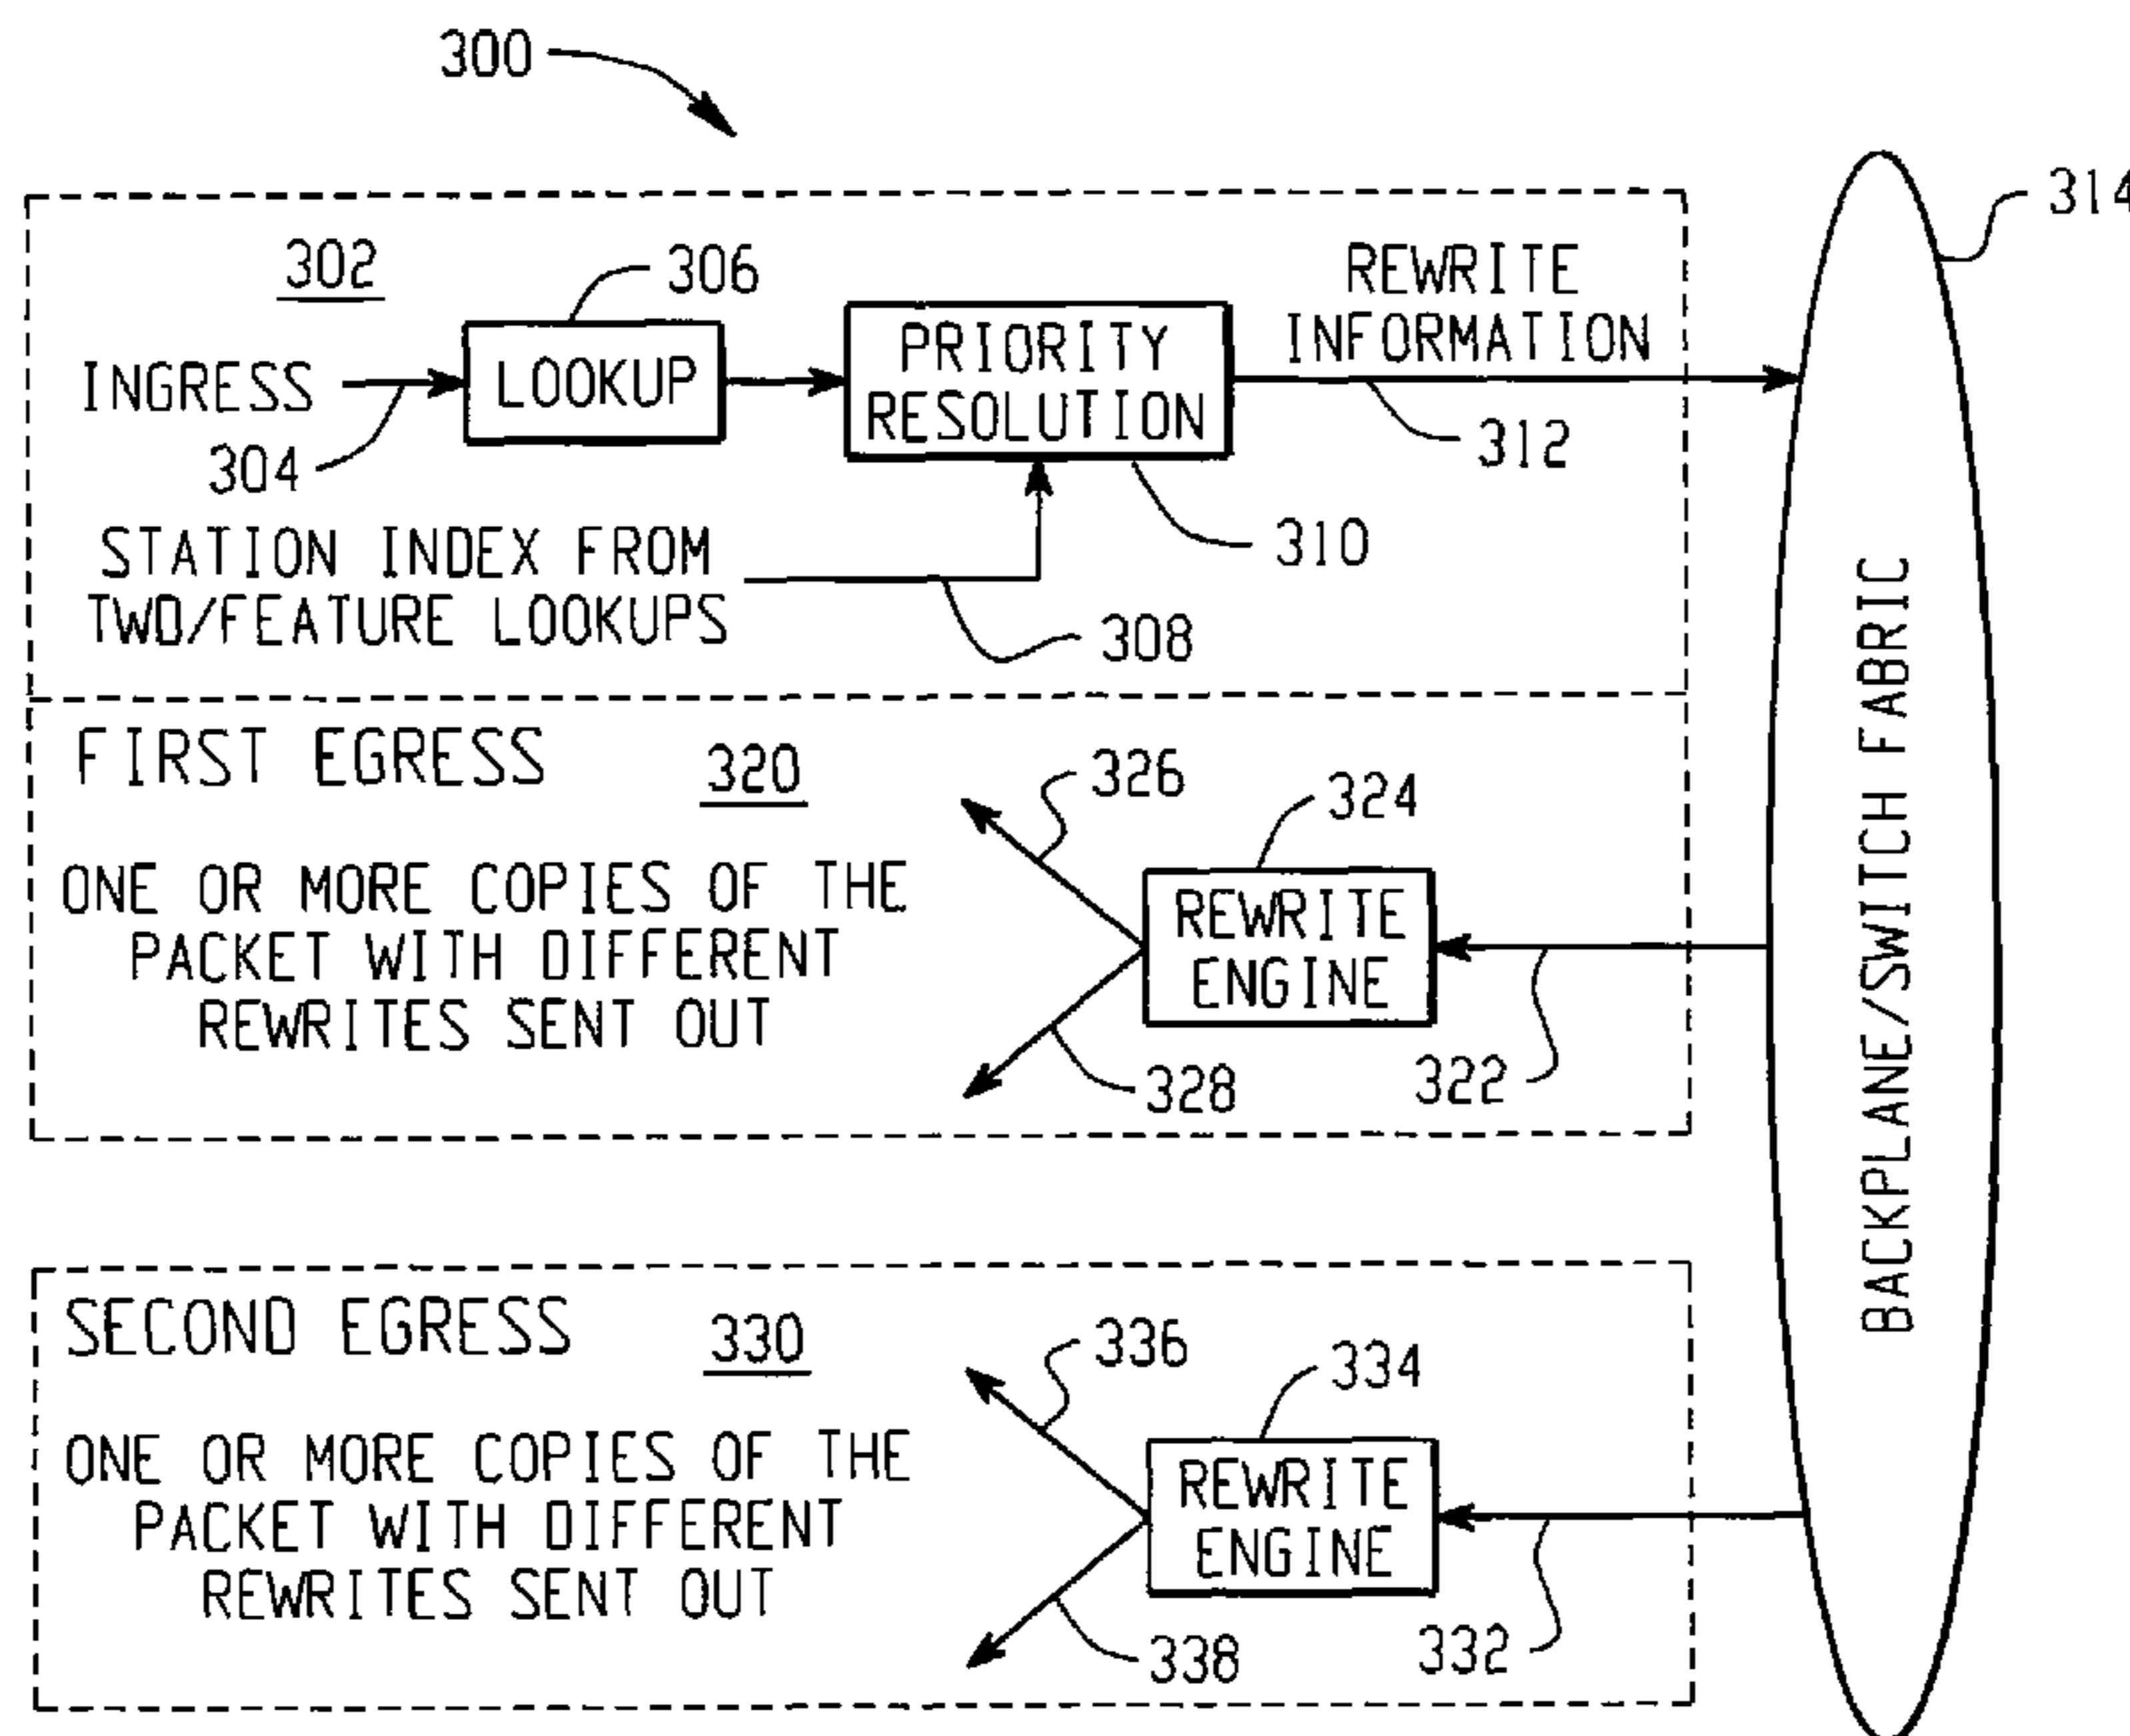 300
314
302
306
REWRITE
INFORMATION
PRIORITY
RESOLUTION
LOOKUP
INGRESS
304
312
310
STATION INDEX FROM
TWO/FEATURE LOOKUPS
308
BACKPLANE/SWITCH FABRIC
FIRST EGRESS
320
326
324
ONE OR MORE COPIES OF THE
PACKET WITH DIFFERENT
REWRITES SENT OUT
REWRITE
ENGINE
322
328
SECOND EGRESS
330
336
334
ONE OR MORE COPIES OF THE
PACKET WITH DIFFERENT
REWRITES SENT OUT
REWRITE
ENGINE
332
338